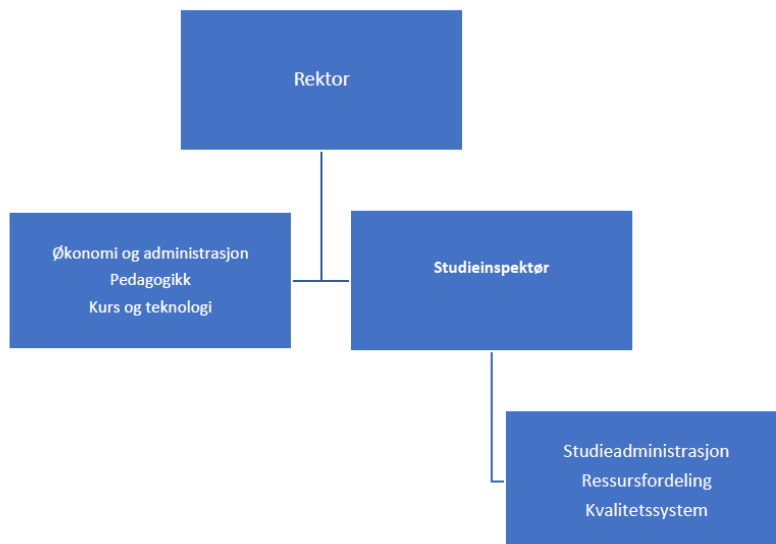 Rektor
Økonomi og administrasjon
Pedagogikk
Kurs og teknologi
Studieinspektør
Studieadministrasjon
Ressursfordeling
Kvalitetssystem